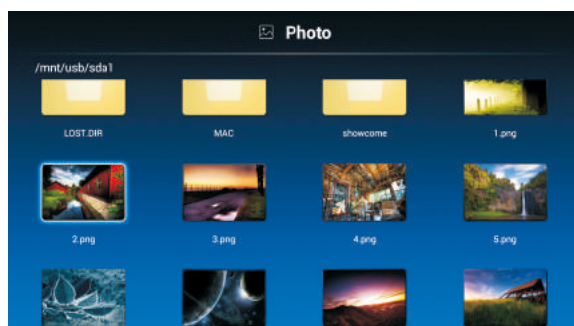 Photo
/mnt/usb/sda1
LOST.DIR MAC showcome 1.png
2.png 3.png 4.png 5.png